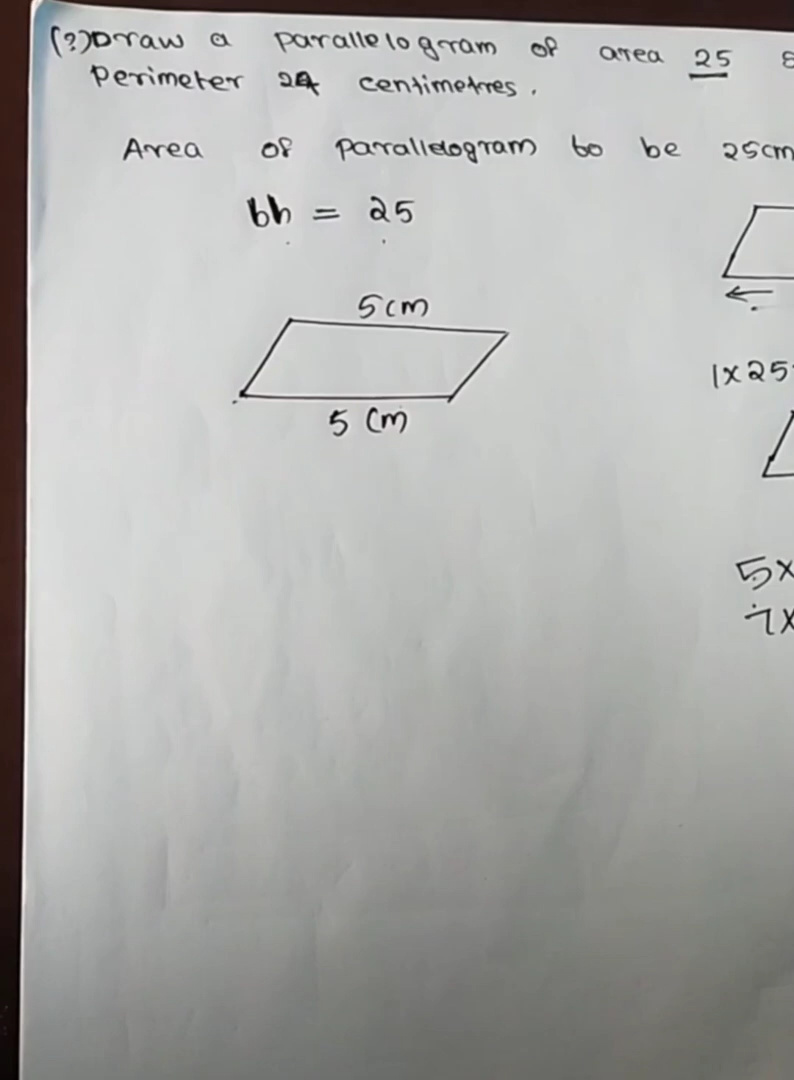 (?) Draw a parallelogram of area 25
Perimeter 24 centimetres.
Area of parallelogram to be 25cm
bh = 25
5cm
5 cm
1x25
5x
7x